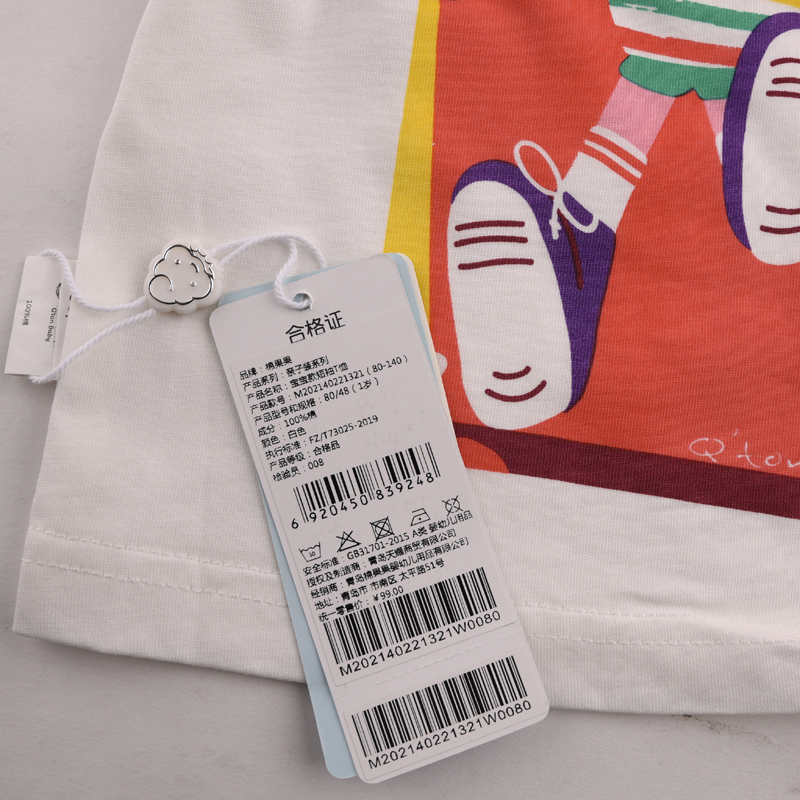 合格证
品牌：棉果果
产品系列：亲子装系列
产品名称：宝宝款短袖T恤
产品款号：M202140221321（80-140）
型号和规格：80/48（1岁）
成分：100%棉
颜色：白色
执行标准：FZ/T73025-2019
产品等级：合格品
检验员：008
6 920450 839248
安全标准：GB31701-2015 A类 婴幼儿用品
授权及制造商：青岛天蝶商贸有限公司
经销商：青岛棉果果婴幼儿用品有限公司
地址：青岛市 市南区 太平路51号
统一零售价：￥99.00
M202140221321W0080
M202140221321W0080
Q'ton Baby
100%棉
Q'ton